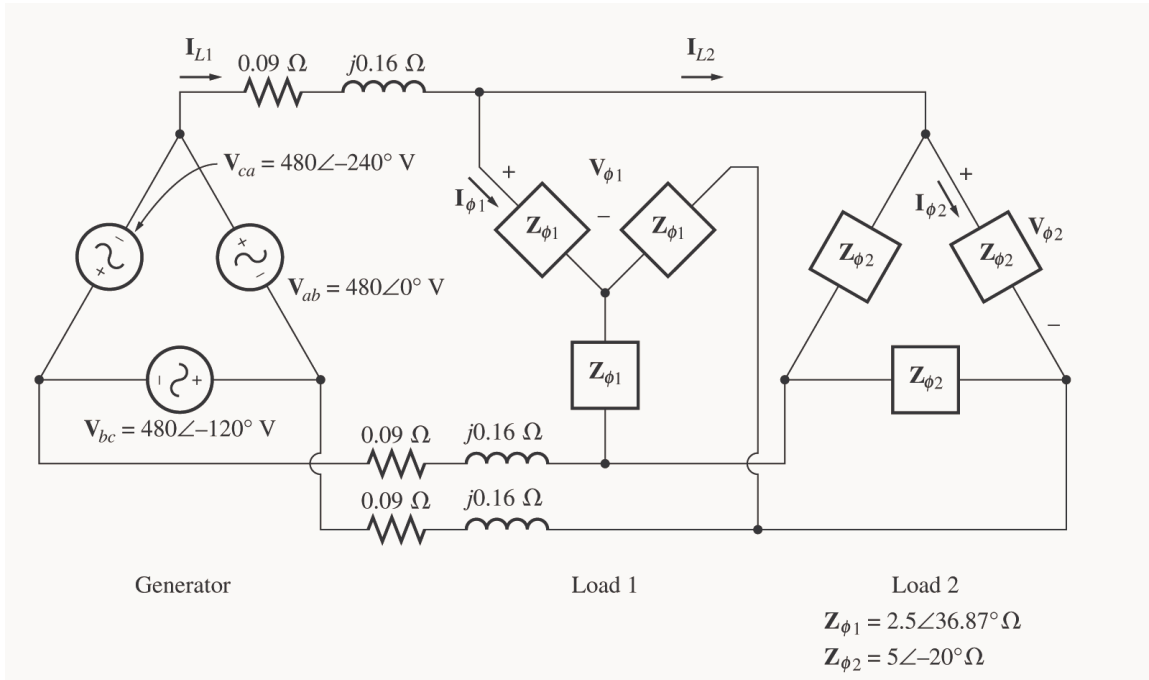 I_L1
0.09 Ω
j0.16 Ω
I_L2
V_ca = 480∠–240° V
+
V_ϕ1
+
I_ϕ1
–
I_ϕ2
–
+
Z_ϕ1
Z_ϕ1
Z_ϕ2
Z_ϕ2
V_ϕ2
+
–
V_ab = 480∠0° V
–
Z_ϕ1
Z_ϕ2
–
+
V_bc = 480∠–120° V
0.09 Ω
j0.16 Ω
0.09 Ω
j0.16 Ω
Generator
Load 1
Load 2
Z_ϕ1 = 2.5∠36.87° Ω
Z_ϕ2 = 5∠–20° Ω